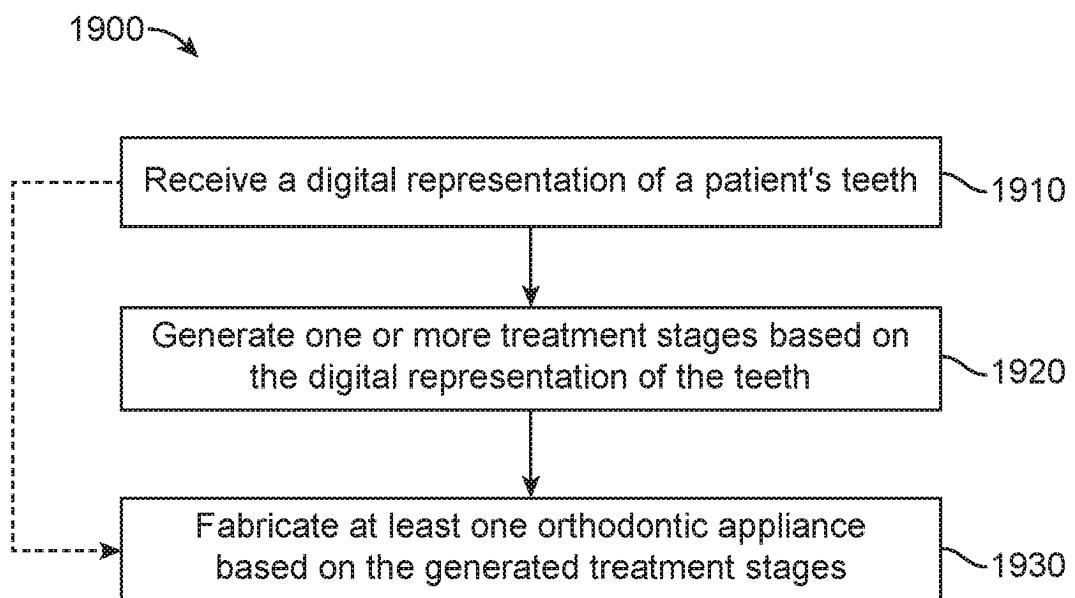 1900
Receive a digital representation of a patient's teeth
1910
Generate one or more treatment stages based on
the digital representation of the teeth
1920
Fabricate at least one orthodontic appliance
based on the generated treatment stages
1930